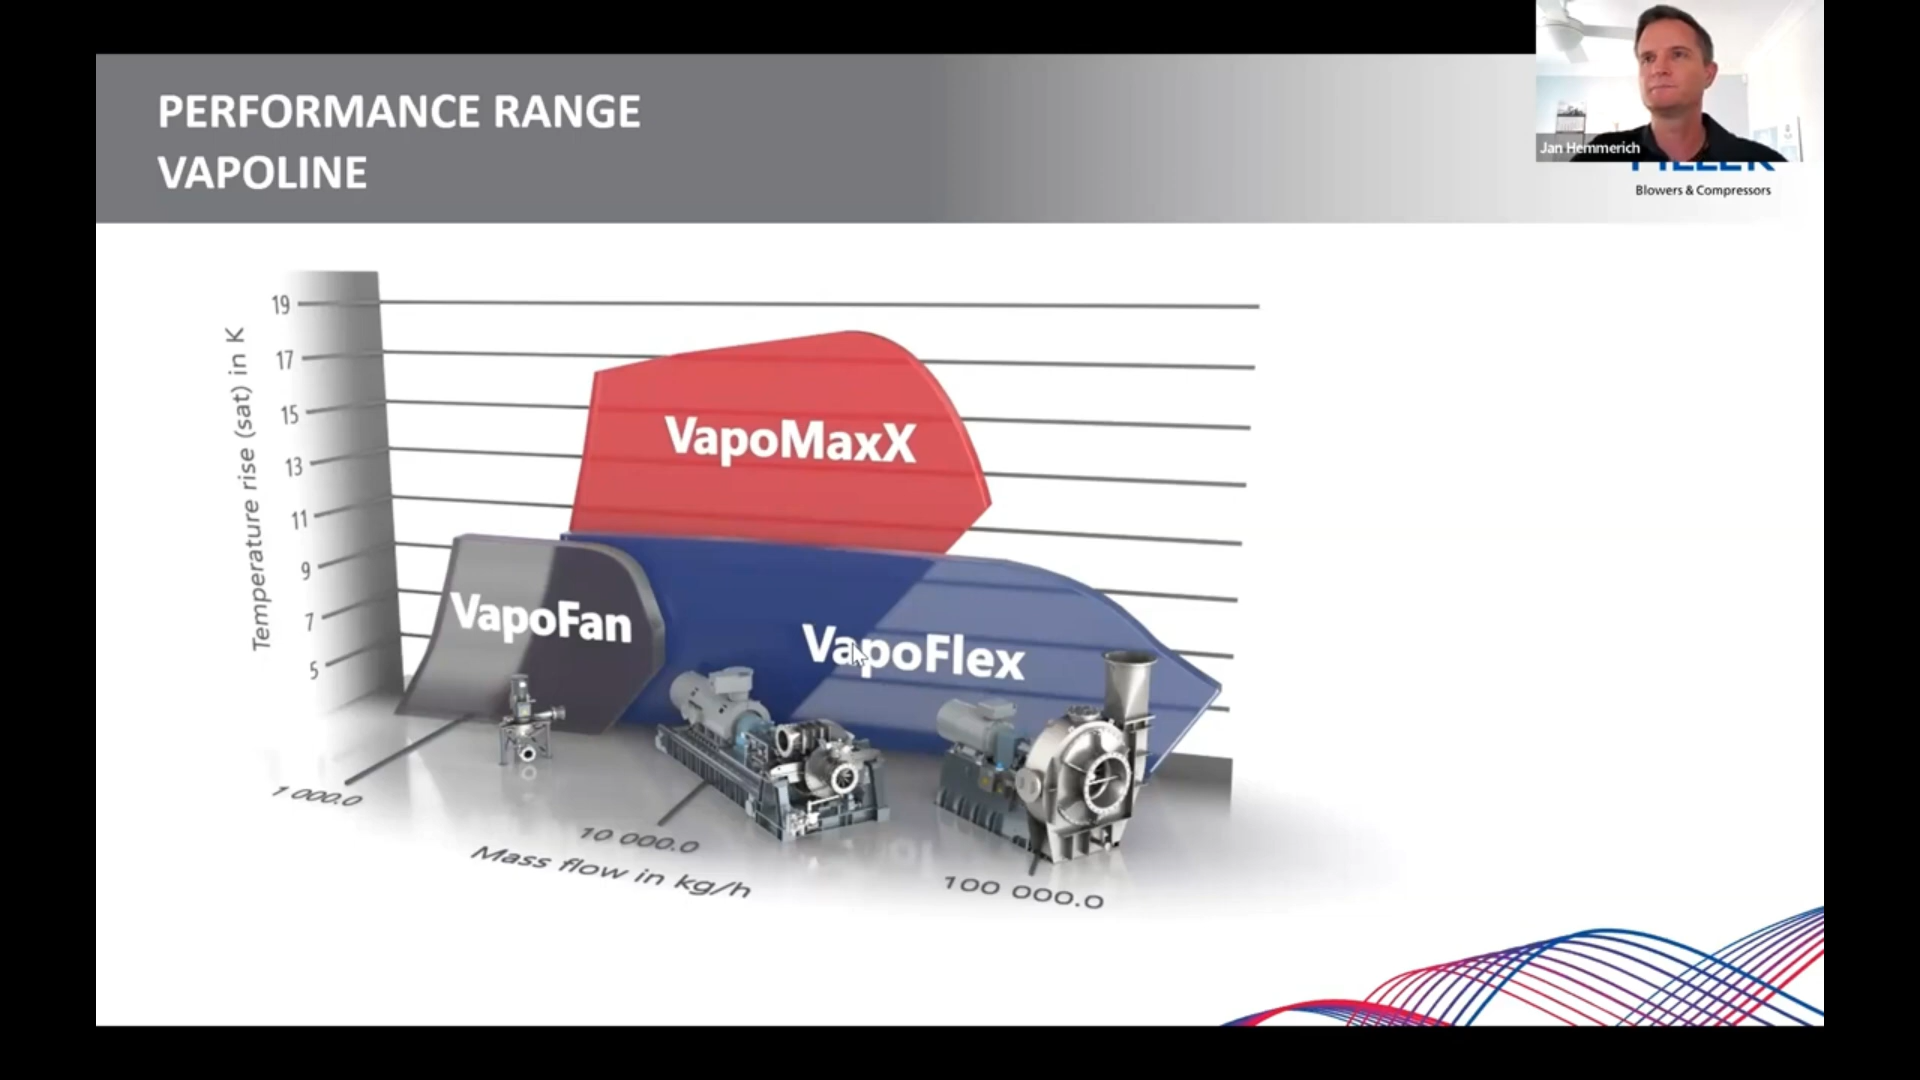 PERFORMANCE RANGE
VAPOLINE
Jan Hemmerich
Blowers & Compressors
Temperature rise (sat) in K
19
17
15
13
11
9
7
5
VapoMaxX
VapoFan
VapoFlex
1 000.0
10 000.0
100 000.0
Mass flow in kg/h